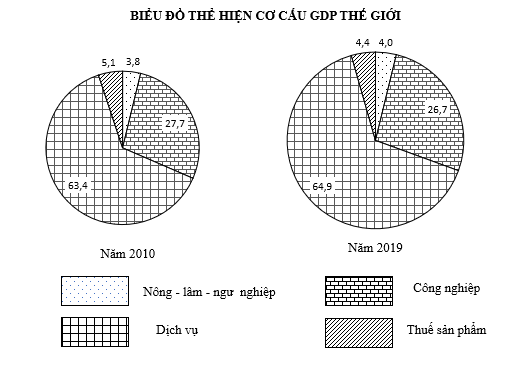 BIỂU ĐỒ THỂ HIỆN CƠ CẤU GDP THẾ GIỚI
5,1 3,8
27,7
63,4
Năm 2010
4,4 4,0
26,7
64,9
Năm 2019
Nông - lâm - ngư nghiệp
Công nghiệp
Dịch vụ
Thuế sản phẩm